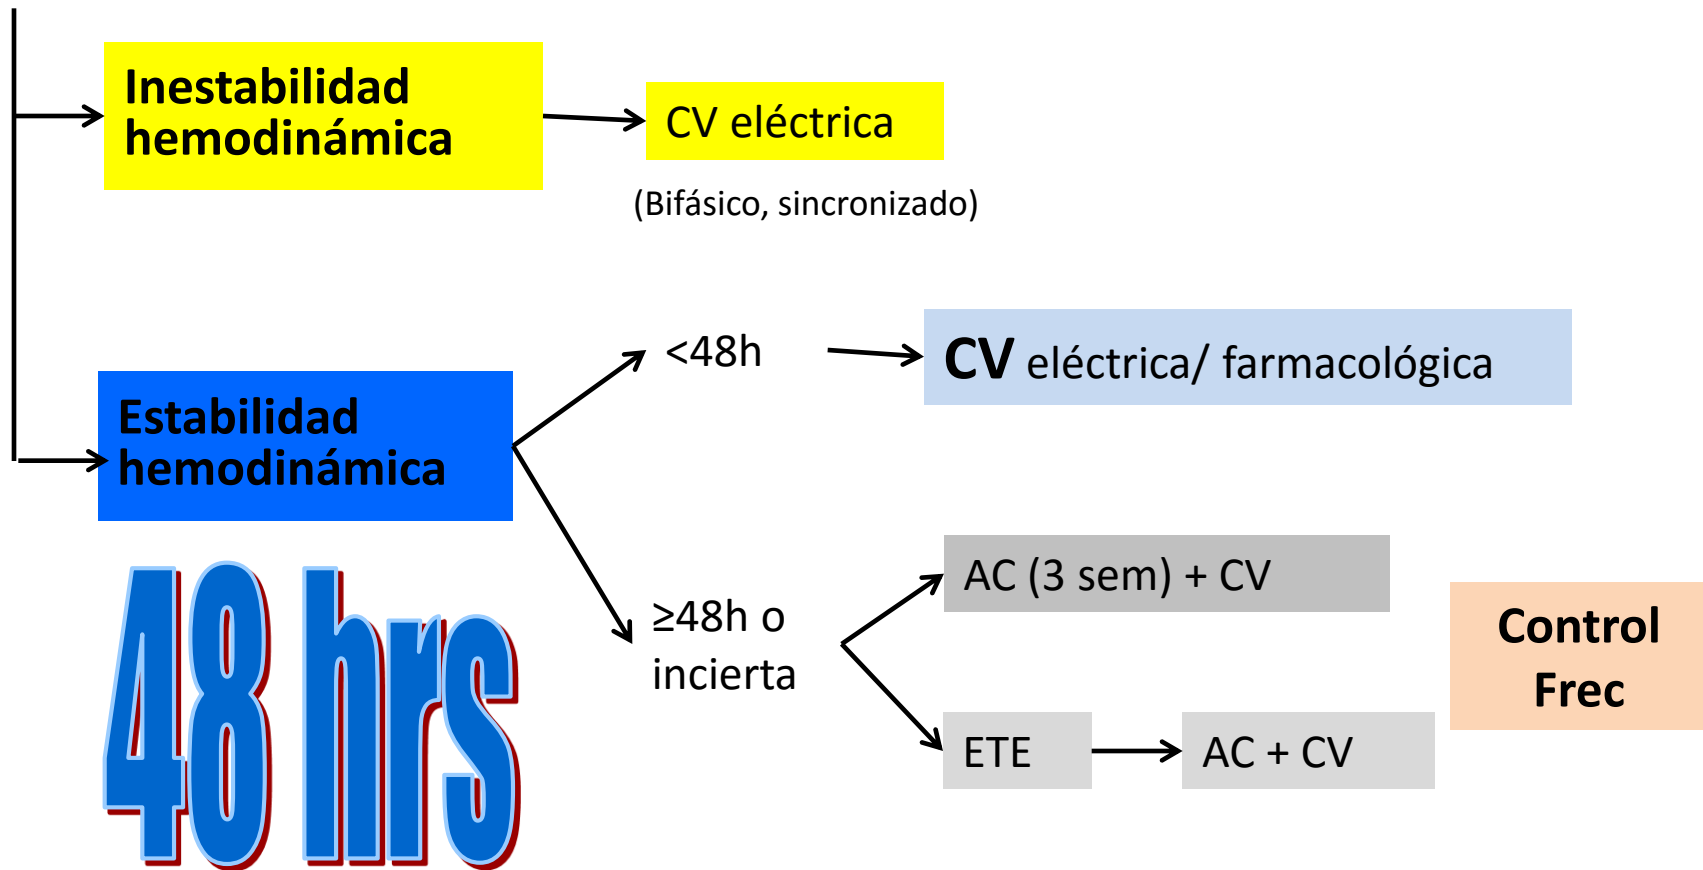 Inestabilidad
hemodinámica
CV eléctrica
(Bifásico, sincronizado)
<48h
CV eléctrica/ farmacológica
Estabilidad
hemodinámica
48 hrs
≥48h o
incierta
AC (3 sem) + CV
ETE
AC + CV
Control
Frec